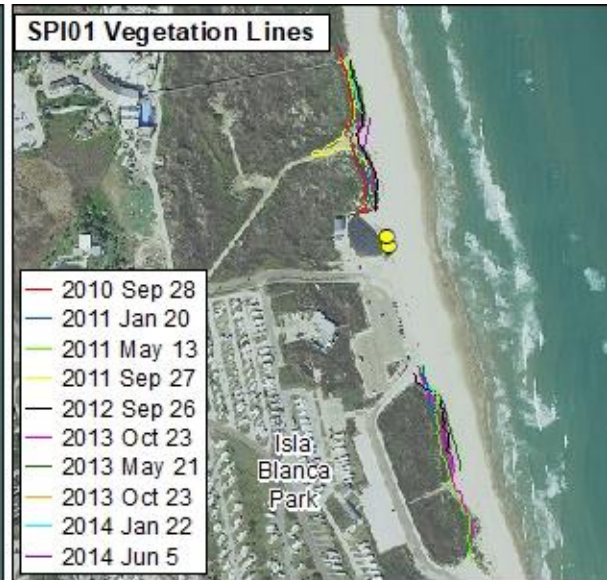 SPI01 Vegetation Lines
2010 Sep 28
2011 Jan 20
2011 May 13
2011 Sep 27
2012 Sep 26
2013 Oct 23
2013 May 21
2013 Oct 23
2014 Jan 22
2014 Jun 5
Isla
Blanca
Park